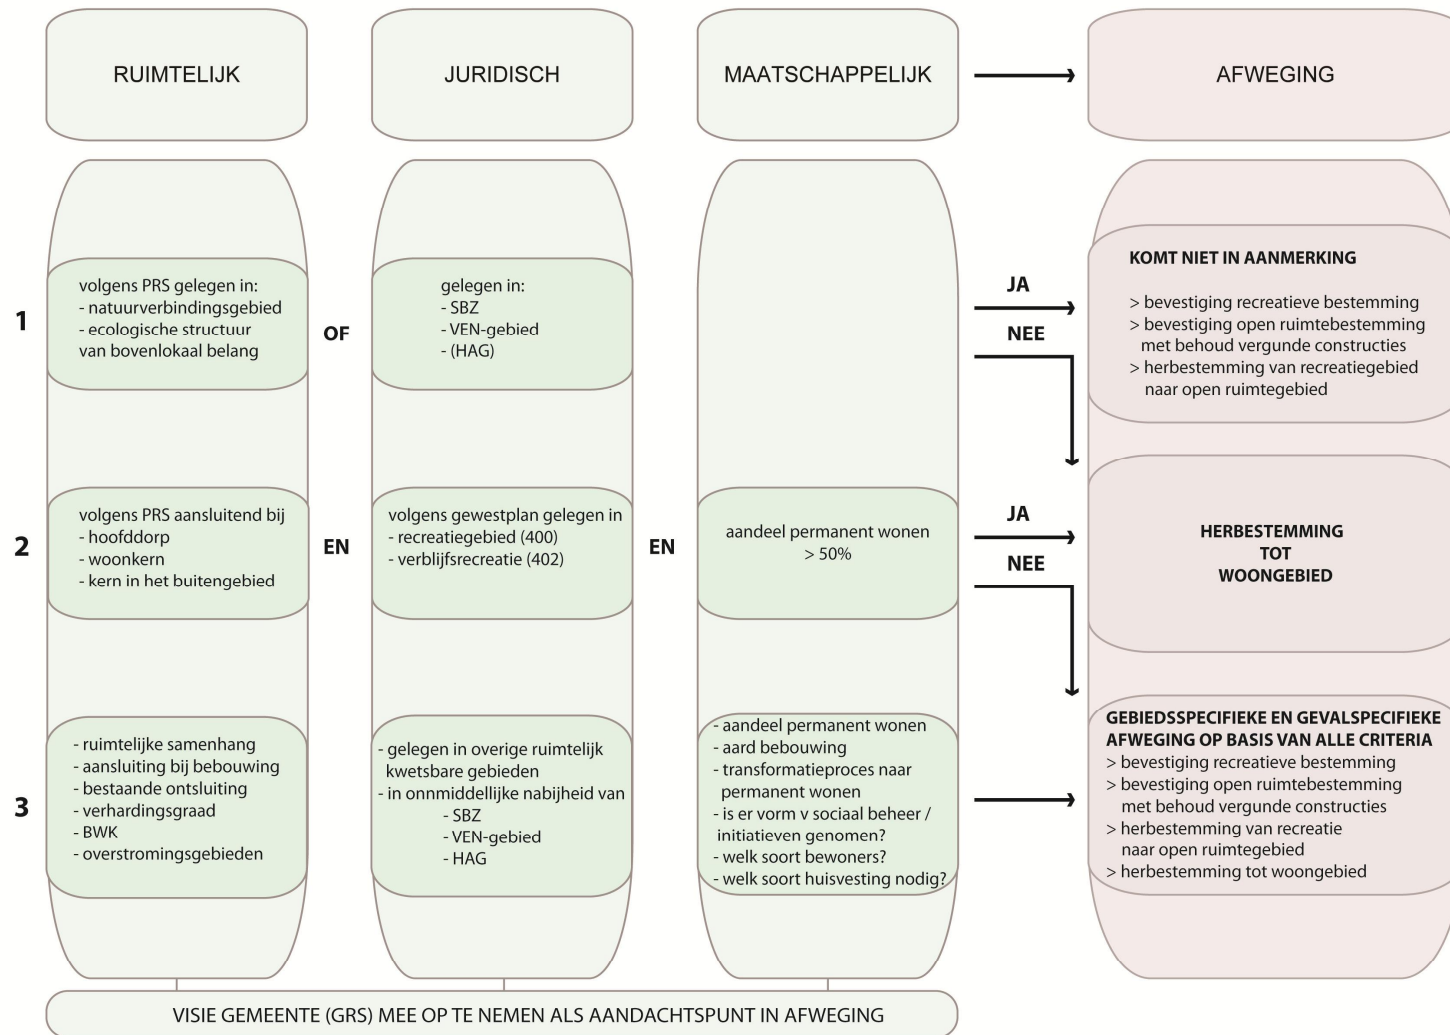 RUIMTELIJK
JURIDISCH
MAATSCHAPPELIJK
AFWEGING
1
volgens PRS gelegen in:
- natuurverbindingsgebied
- ecologische structuur
van bovenlokaal belang
OF
gelegen in:
- SBZ
- VEN-gebied
- (HAG)
JA
NEE
KOMT NIET IN AANMERKING
> bevestiging recreatieve bestemming
> bevestiging open ruimtebestemming
met behoud vergunde constructies
> herbestemming van recreatiegebied
naar open ruimtegebied
2
volgens PRS aansluitend bij
- hoofddorp
- woonkern
- kern in het buitengebied
EN
volgens gewestplan gelegen in
- recreatiegebied (400)
- verblijfsrecreatie (402)
EN
aandeel permanent wonen
> 50%
JA
NEE
HERBESTEMMING
TOT
WOONGEBIED
3
- ruimtelijke samenhang
- aansluiting bij bebouwing
- bestaande ontsluiting
- verhardingsgraad
- BWK
- overstromingsgebieden
- gelegen in overige ruimtelijk
kwetsbare gebieden
- in onnmiddellijke nabijheid van
- SBZ
- VEN-gebied
- HAG
- aandeel permanent wonen
- aard bebouwing
- transformatieproces naar
permanent wonen
- is er vorm v sociaal beheer /
initiatieven genomen?
- welk soort bewoners?
- welk soort huisvesting nodig?
GEBIEDSSPECIFIEKE EN GEVALSPECIFIEKE
AFWEGING OP BASIS VAN ALLE CRITERIA
> bevestiging recreatieve bestemming
> bevestiging open ruimtebestemming
met behoud vergunde constructies
> herbestemming van recreatie
naar open ruimtegebied
> herbestemming tot woongebied
VISIE GEMEENTE (GRS) MEE OP TE NEMEN ALS AANDACHTSPUNT IN AFWEGING